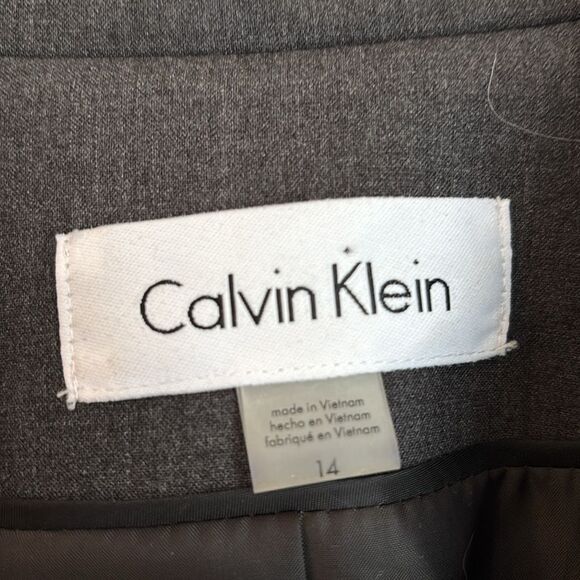 Calvin Klein
made in Vietnam
hecho en Vietnam
fabriqué en Vietnam
14